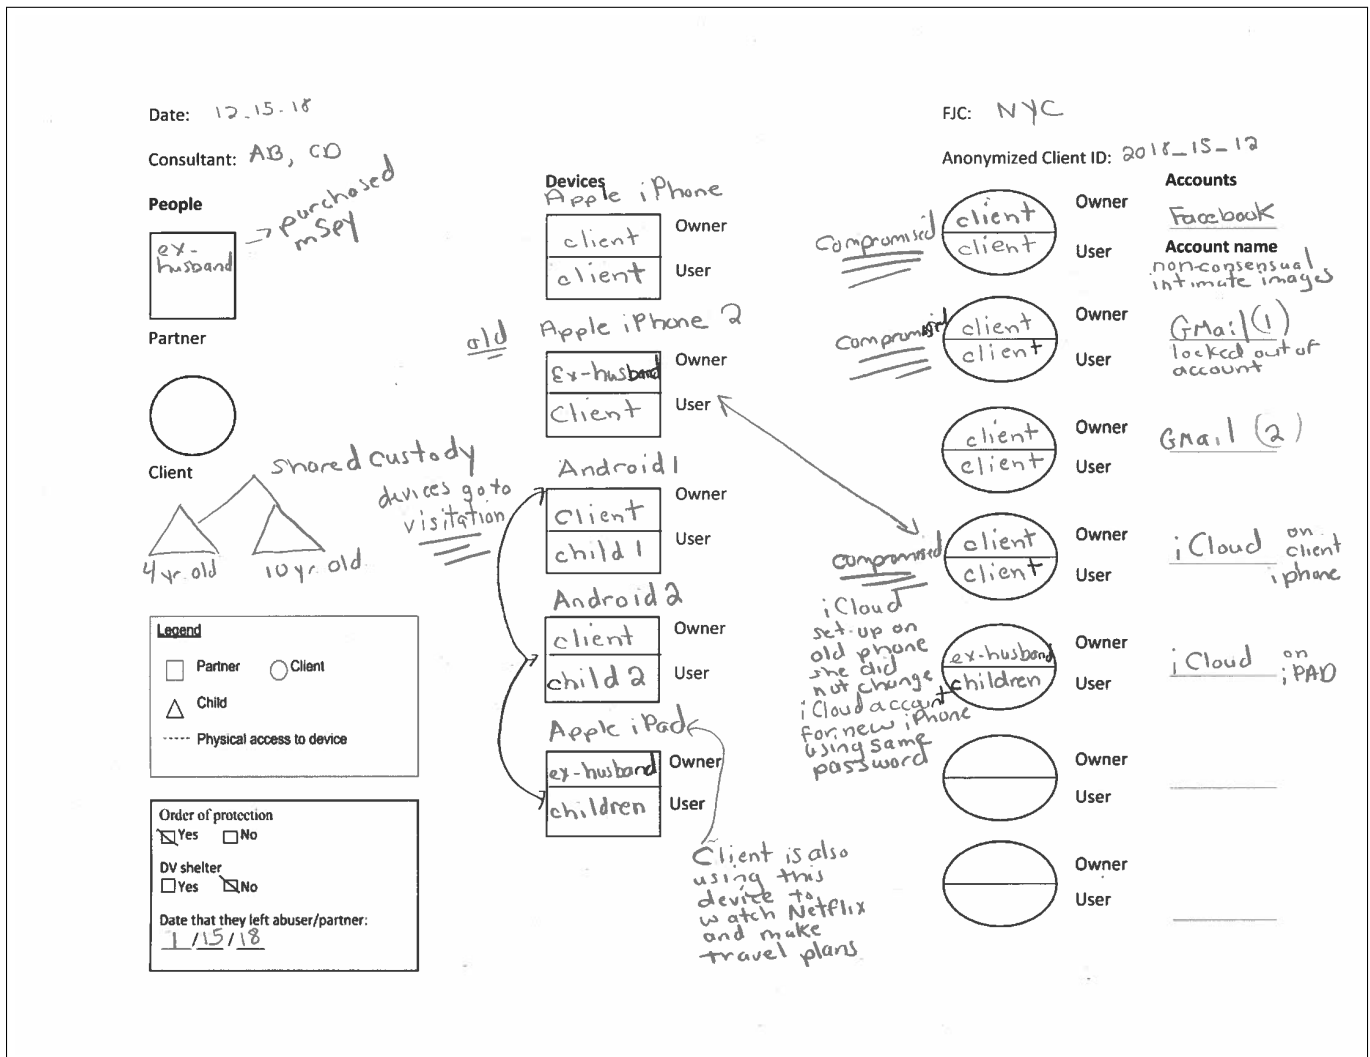 Date: 12.15.18
Consultant: AB, CD
People
ex-
husband
→ purchased
mSpy
Partner
Client
shared custody
4 yr. old
10 yr. old
devices go to
visitation
Legend
Partner
Client
Child
----- Physical access to device
Order of protection
Yes
No
DV shelter
Yes
No
Date that they left abuser/partner:
1/15/18
Devices
Apple iPhone
client
Owner
client
User
old
Apple iPhone 2
Ex-husband
Owner
Client
User
Android 1
Client
Owner
child 1
User
Android 2
client
Owner
child 2
User
Apple iPad
ex-husband
Owner
children
User
Client is also
using this
device to
watch Netflix
and make
travel plans
FJC: NYC
Anonymized Client ID: 2018_15_12
Accounts
Compromised
client
Owner
client
User
Facebook
Account name
non-consensual
intimate images
compromised
client
Owner
client
User
GMail (1)
locked out of
account
client
Owner
client
User
GMail (2)
compromised
client
Owner
client
User
iCloud
on
client
iphone
iCloud
set-up on
old phone
she did
not change
iCloud account
for new iPhone
using same
password
ex-husband
Owner
children
User
iCloud
on
iPAD
Owner
User
Owner
User